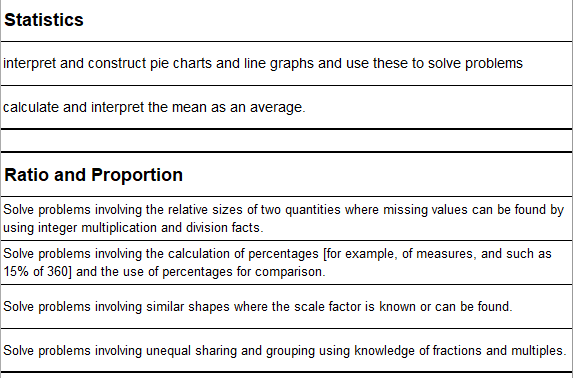 Statistics
interpret and construct pie charts and line graphs and use these to solve problems
calculate and interpret the mean as an average.
Ratio and Proportion
Solve problems involving the relative sizes of two quantities where missing values can be found by
using integer multiplication and division facts.
Solve problems involving the calculation of percentages [for example, of measures, and such as
15% of 360] and the use of percentages for comparison.
Solve problems involving similar shapes where the scale factor is known or can be found.
Solve problems involving unequal sharing and grouping using knowledge of fractions and multiples.